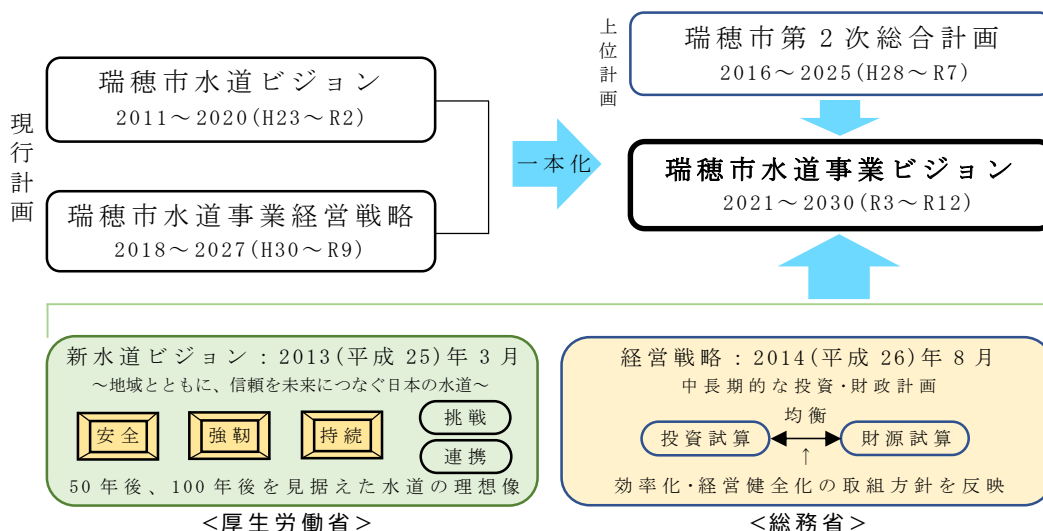 上位計画
瑞穂市第2次総合計画
2016～2025(H28～R7)
現行計画
瑞穂市水道ビジョン
2011～2020(H23～R2)
瑞穂市水道事業経営戦略
2018～2027(H30～R9)
一本化
瑞穂市水道事業ビジョン
2021～2030(R3～R12)
新水道ビジョン：2013(平成25)年3月
～地域とともに、信頼を未来につなぐ日本の水道～
安全
強靭
持続
挑戦
連携
50年後、100年後を見据えた水道の理想像
<厚生労働省>
経営戦略：2014(平成26)年8月
中長期的な投資・財政計画
均衡
投資試算
財源試算
↑
効率化・経営健全化の取組方針を反映
<総務省>